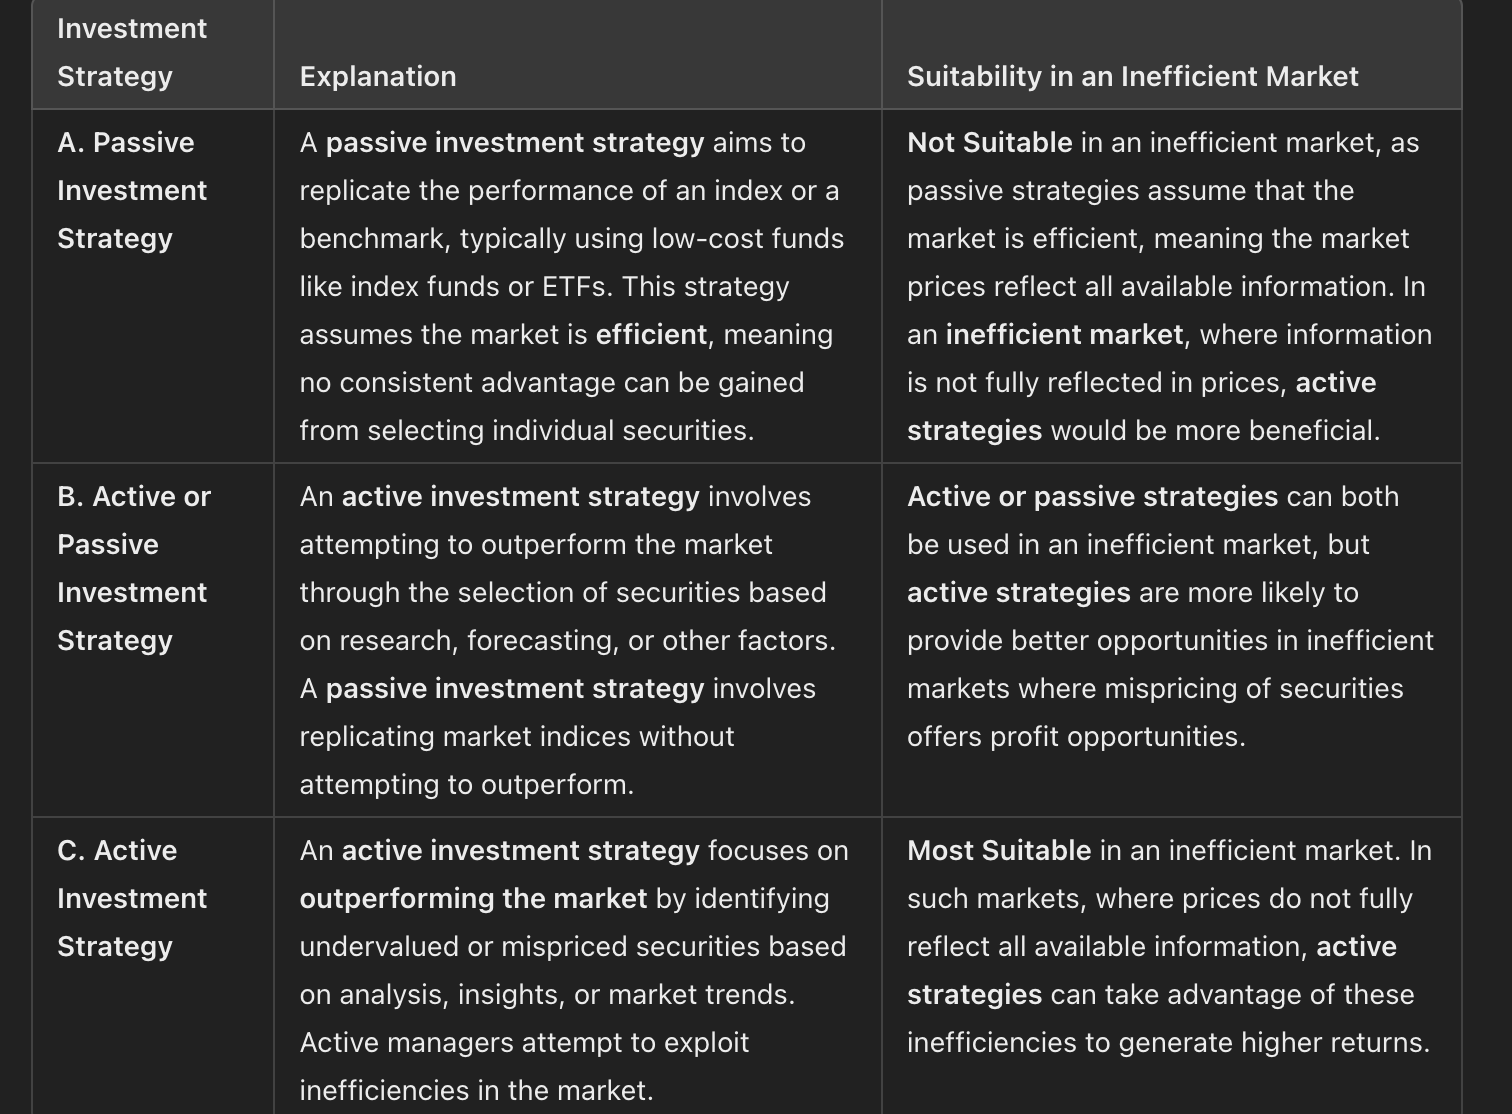 Investment
Strategy
Explanation
Suitability in an Inefficient Market
A. Passive
Investment
Strategy
A passive investment strategy aims to
replicate the performance of an index or a
benchmark, typically using low-cost funds
like index funds or ETFs. This strategy
assumes the market is efficient, meaning
no consistent advantage can be gained
from selecting individual securities.
Not Suitable in an inefficient market, as
passive strategies assume that the
market is efficient, meaning the market
prices reflect all available information. In
an inefficient market, where information
is not fully reflected in prices, active
strategies would be more beneficial.
B. Active or
Passive
Investment
Strategy
An active investment strategy involves
attempting to outperform the market
through the selection of securities based
on research, forecasting, or other factors.
A passive investment strategy involves
replicating market indices without
attempting to outperform.
Active or passive strategies can both
be used in an inefficient market, but
active strategies are more likely to
provide better opportunities in inefficient
markets where mispricing of securities
offers profit opportunities.
C. Active
Investment
Strategy
An active investment strategy focuses on
outperforming the market by identifying
undervalued or mispriced securities based
on analysis, insights, or market trends.
Active managers attempt to exploit
inefficiencies in the market.
Most Suitable in an inefficient market. In
such markets, where prices do not fully
reflect all available information, active
strategies can take advantage of these
inefficiencies to generate higher returns.